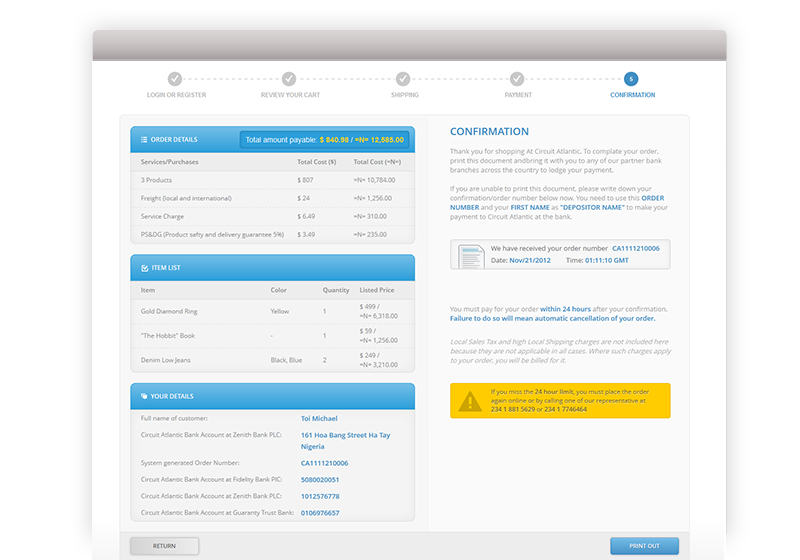 LOGIN OR REGISTER
REVIEW YOUR CART
SHIPPING
PAYMENT
5
CONFIRMATION
ORDER DETAILS
Total amount payable: $ 840.98 / =N= 12,585.00
Services/Purchases Total Cost ($) Total Cost (=N=)
3 Products $ 807 =N= 10,784.00
Freight (local and international) $ 24 =N= 1,256.00
Service Charge $ 6.49 =N= 310.00
PS&DG (Product safty and delivery guarantee 5%) $ 3.49 =N= 235.00
ITEM LIST
Item Color Quantity Listed Price
Gold Diamond Ring Yellow 1 $ 499 /
=N= 6,318.00
"The Hobbit" Book - 1 $ 59 /
=N= 1,256.00
Denim Low Jeans Black, Blue 2 $ 249 /
=N= 3,210.00
YOUR DETAILS
Full name of customer: Toi Michael
Circuit Atlantic Bank Account at Zenith Bank PLC: 161 Hoa Bang Street Ha Tay
Nigeria
System generated Order Number: CA1111210006
Circuit Atlantic Bank Account at Fidelity Bank PlC: 5080020051
Circuit Atlantic Bank Account at Zenith Bank PLC: 1012576778
Circuit Atlantic Bank Account at Guaranty Trust Bank: 0106976657
CONFIRMATION
Thank you for shopping At Circuit Atlantic. To complate your order,
print this document andbring it with you to any of our partner bank
branches across the country to lodge your payment.
If you are unable to print this document, please write down your
confirmation/order number below now. You need to use this ORDER
NUMBER and your FIRST NAME as "DEPOSITOR NAME" to make your
payment to Circuit Atlantic at the bank.
We have received your order number CA1111210006
Date: Nov/21/2012 Time: 01:11:10 GMT
You must pay for your order within 24 hours after your confirmation.
Failure to do so will mean automatic cancellation of your order.
Local Sales Tax and high Local Shipping charges are not included here
because they are not applicable in all cases. Where such charges apply
to your order, you will be billed for it.
If you miss the 24 hour limit, you must place the order
again online or by calling one of our representative at
234 1 881 5629 or 234 1 7746464
RETURN
PRINT OUT